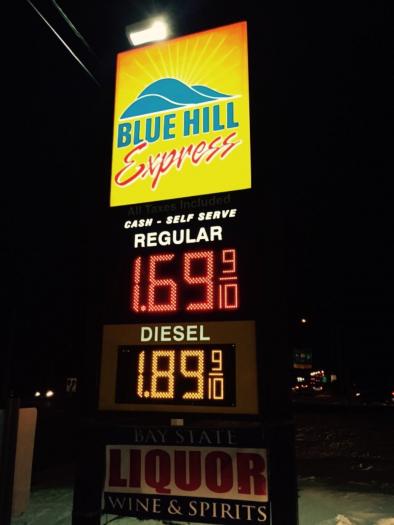 BLUE HILL
Express
All Taxes Included
CASH - SELF SERVE
REGULAR
1.69 9/10
DIESEL
1.89 9/10
BAY STATE
LIQUOR
WINE & SPIRITS